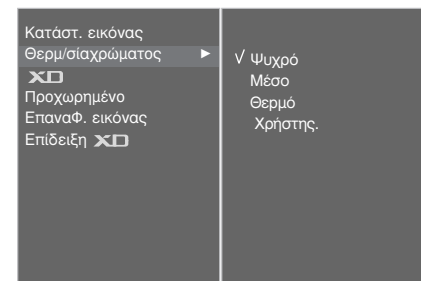 Κατάστ. εικόνας
Θερμ/σίαχρώματος ►
XD
Προχωρημένο
ΕπαναΦ. εικόνας
Επίδειξη XD
√ Ψυχρό
Μέσο
Θερμό
Χρήστης.